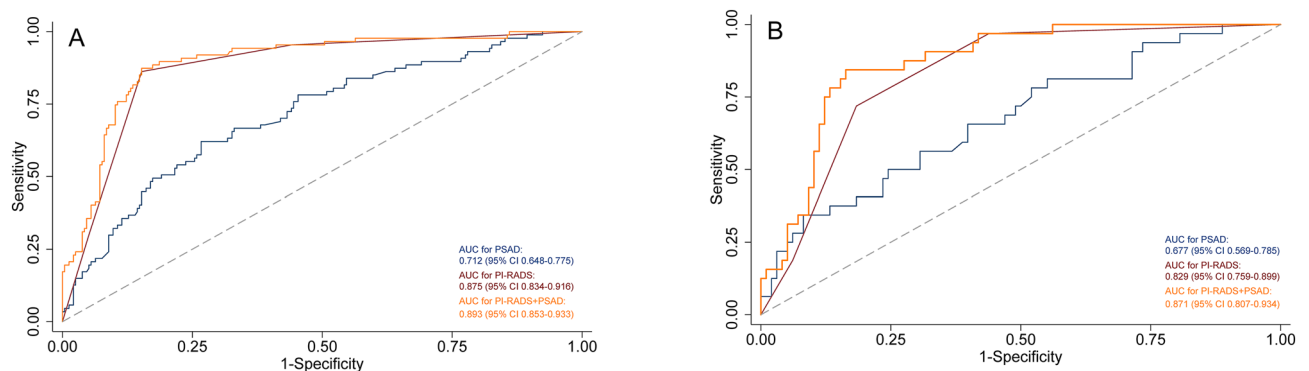 A
Sensitivity
1.00
0.75
0.50
0.25
0.00
AUC for PSAD:
0.712 (95% CI 0.648-0.775)
AUC for PI-RADS:
0.875 (95% CI 0.834-0.916)
AUC for PI-RADS+PSAD:
0.893 (95% CI 0.853-0.933)
0.00 0.25 0.50 0.75 1.00
1-Specificity
B
Sensitivity
1.00
0.75
0.50
0.25
0.00
AUC for PSAD:
0.677 (95% CI 0.569-0.785)
AUC for PI-RADS:
0.829 (95% CI 0.759-0.899)
AUC for PI-RADS+PSAD:
0.871 (95% CI 0.807-0.934)
0.00 0.25 0.50 0.75 1.00
1-Specificity